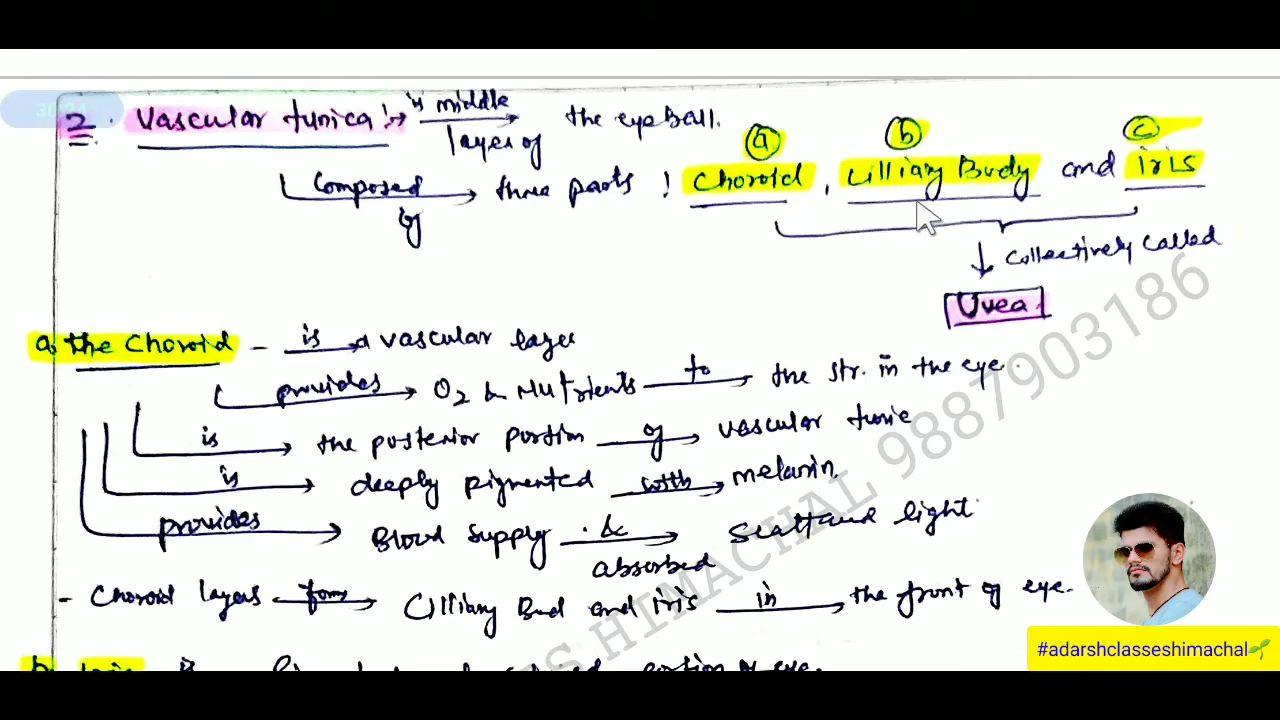 2. Vascular tunica :→ is middle layer of the eyeball.
composed of three parts : (a) Choroid, (b) Cilliary Body and (c) iris
↓ collectively called
Uvea.
a. the Choroid - is a vascular layer
provides O2 & Nutrients to the str. in the eye.
is the posterior portion of vascular tunic
is deeply pigmented with melanin.
provides Blood supply & absorbed scattered light
- Choroid layers form Cilliary Bud and iris in the front of eye.
HIMACHAL 9887903186
#adarshclasseshimachal🌱